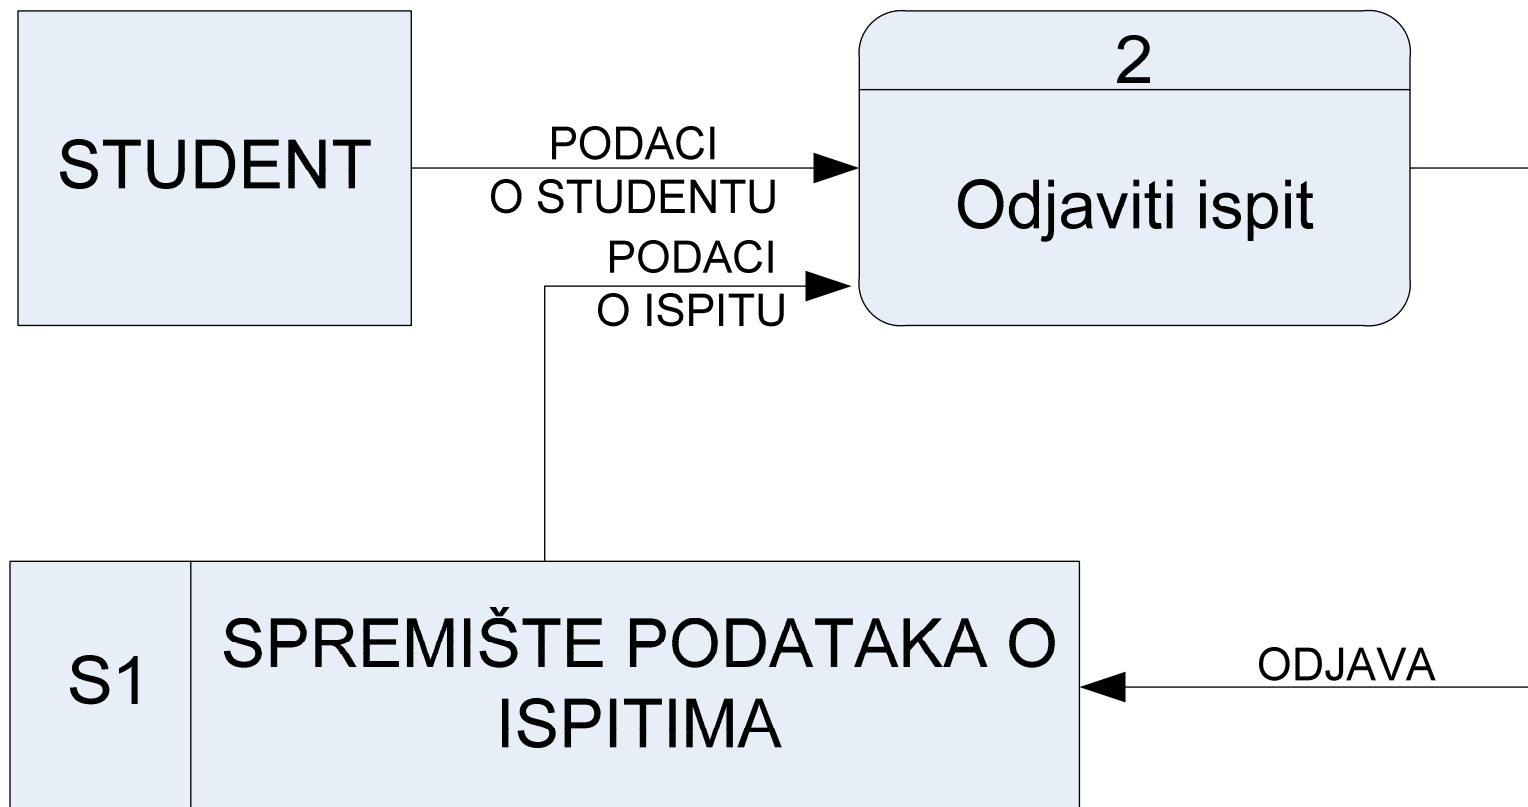 STUDENT
PODACI
O STUDENTU
2
Odjaviti ispit
PODACI
O ISPITU
S1
SPREMIŠTE PODATAKA O
ISPITIMA
ODJAVA